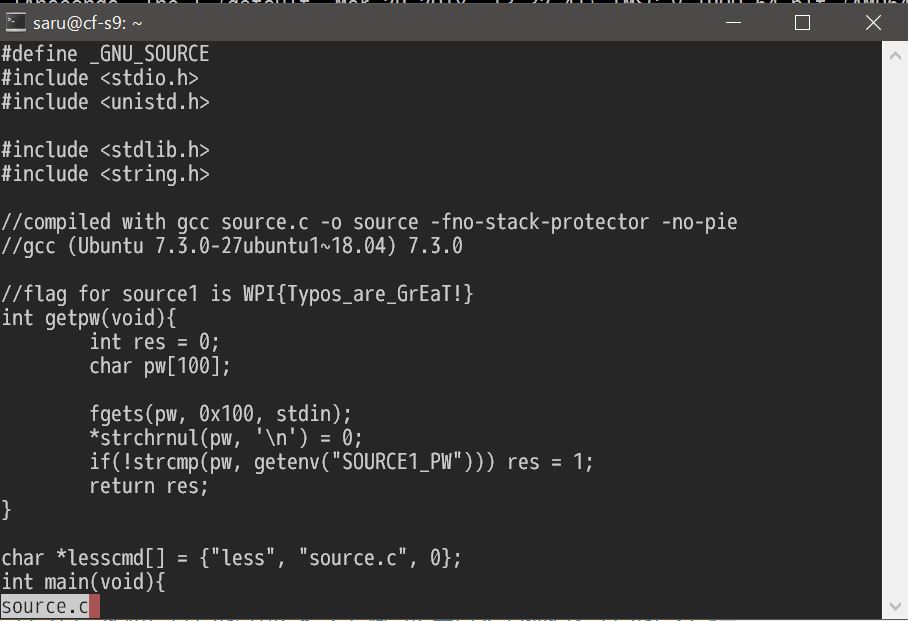 saru@cf-s9: ~
#define _GNU_SOURCE
#include <stdio.h>
#include <unistd.h>
#include <stdlib.h>
#include <string.h>
//compiled with gcc source.c -o source -fno-stack-protector -no-pie
//gcc (Ubuntu 7.3.0-27ubuntu1~18.04) 7.3.0
//flag for source1 is WPI{Typos_are_GrEaT!}
int getpw(void){
int res = 0;
char pw[100];
fgets(pw, 0x100, stdin);
*strchrnul(pw, '\n') = 0;
if(!strcmp(pw, getenv("SOURCE1_PW"))) res = 1;
return res;
}
char *lesscmd[] = {"less", "source.c", 0};
int main(void){
source.c